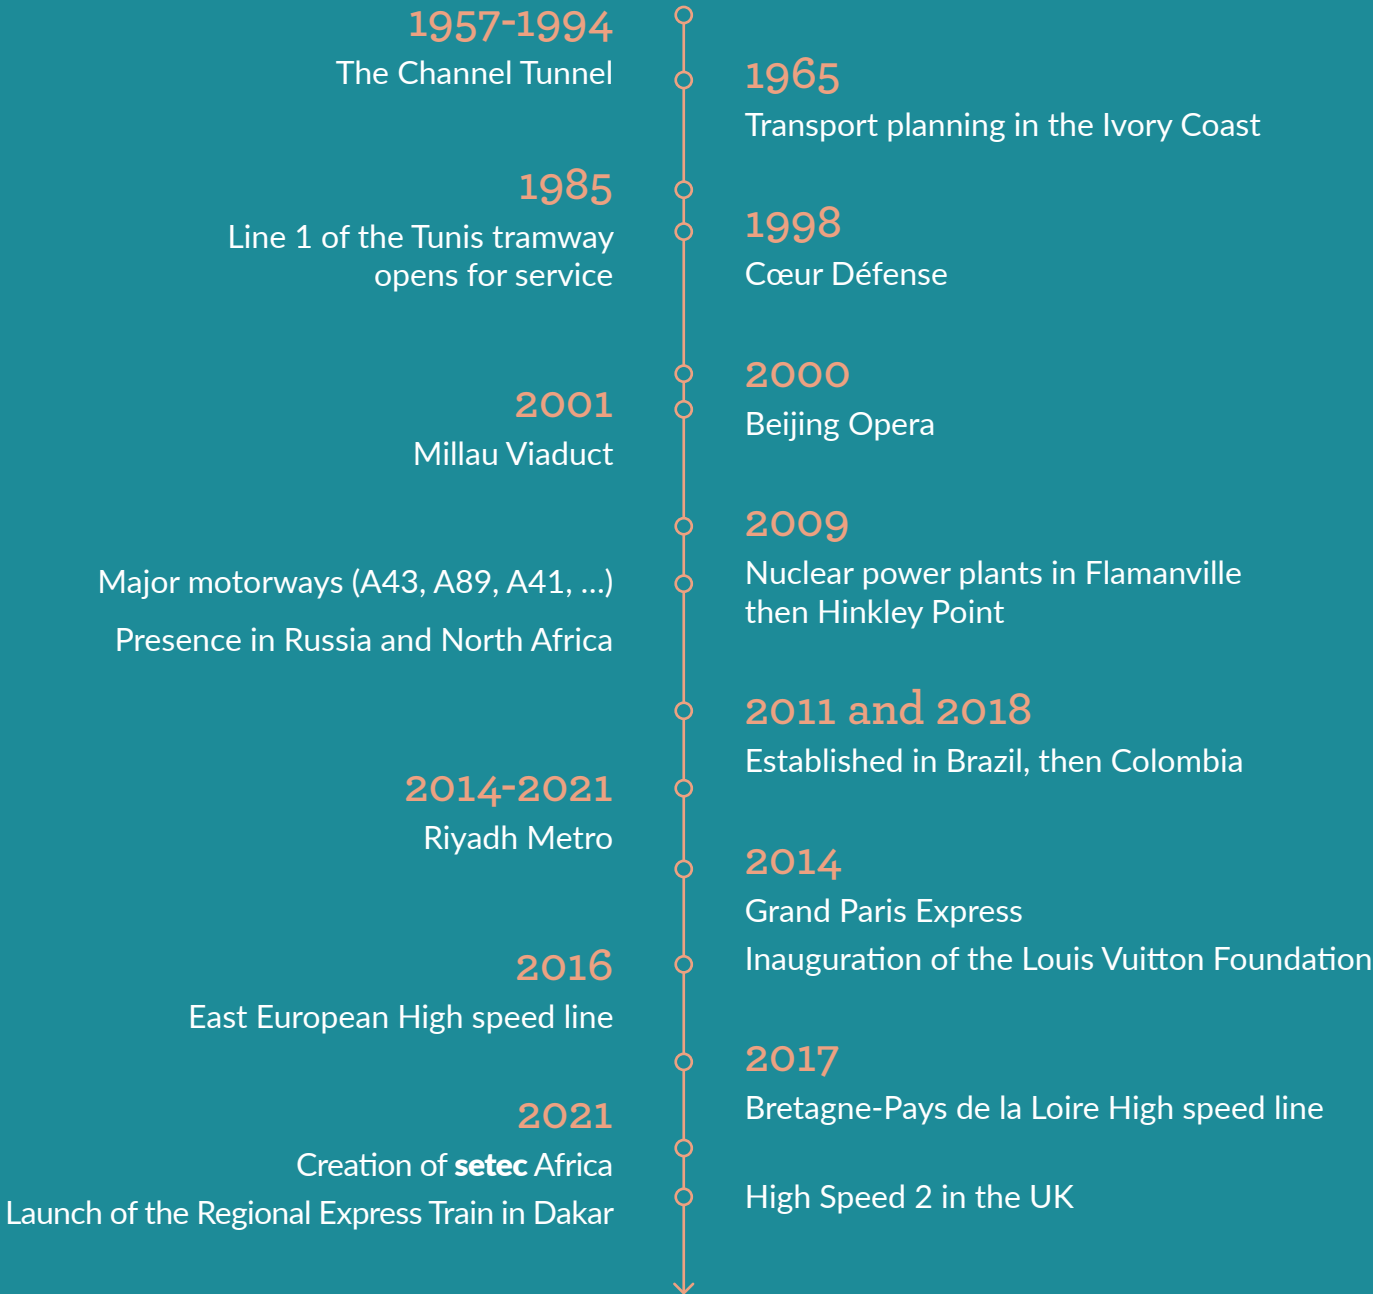 1957-1994
The Channel Tunnel
1965
Transport planning in the Ivory Coast
1985
Line 1 of the Tunis tramway
opens for service
1998
Cœur Défense
2000
Beijing Opera
2001
Millau Viaduct
2009
Nuclear power plants in Flamanville
then Hinkley Point
Major motorways (A43, A89, A41, ...)
Presence in Russia and North Africa
2011 and 2018
Established in Brazil, then Colombia
2014-2021
Riyadh Metro
2014
Grand Paris Express
Inauguration of the Louis Vuitton Foundation
2016
East European High speed line
2017
Bretagne-Pays de la Loire High speed line
2021
Creation of setec Africa
Launch of the Regional Express Train in Dakar
High Speed 2 in the UK